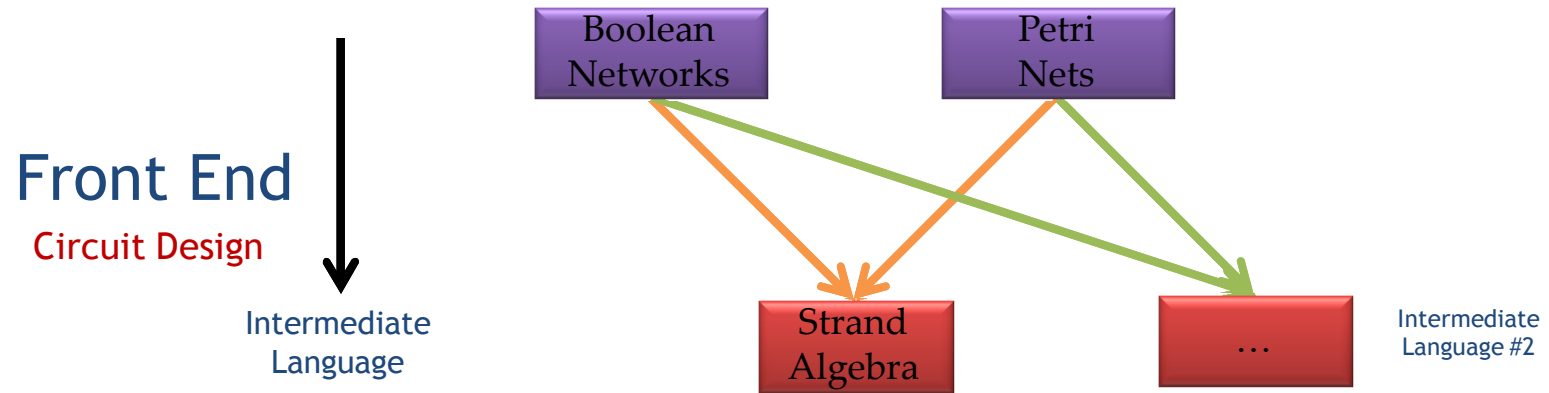 Boolean
Networks
Petri
Nets
Front End
Circuit Design
Intermediate
Language
Strand
Algebra
...
Intermediate
Language #2